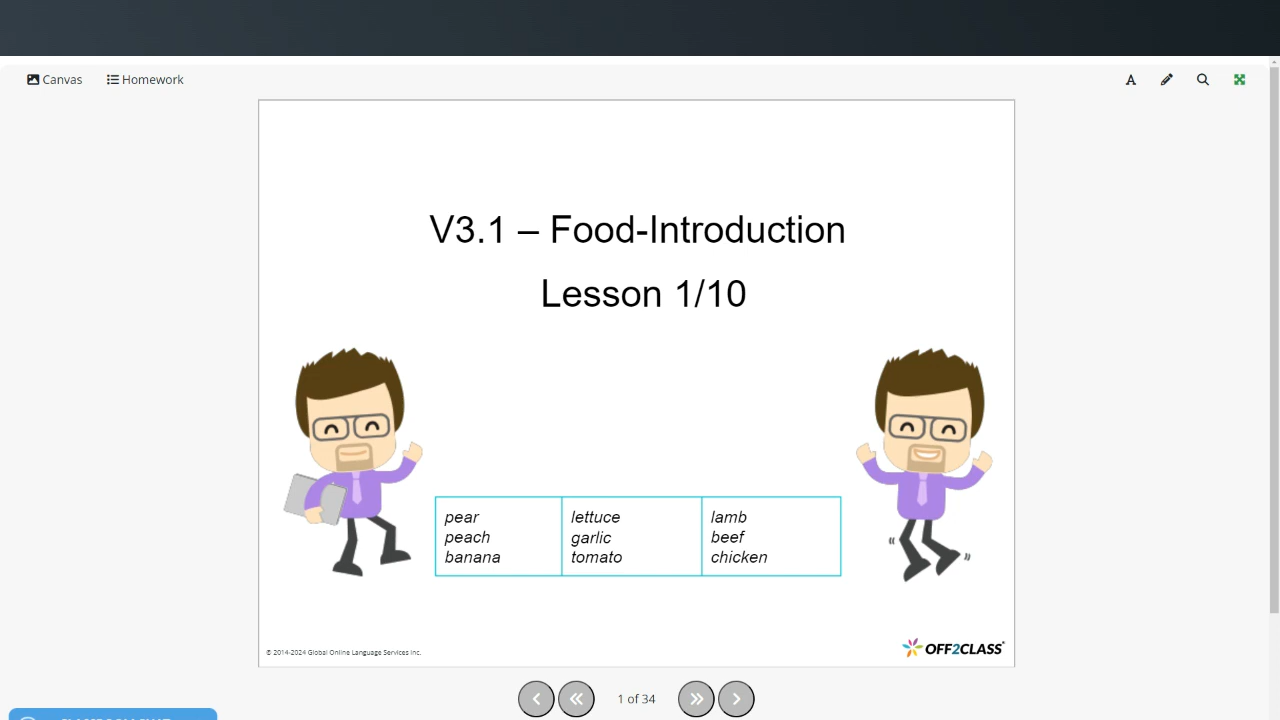 Canvas Homework
V3.1 – Food-Introduction
Lesson 1/10
pear lettuce lamb
peach garlic beef
banana tomato chicken
© 2014-2024 Global Online Language Services Inc.
OFF2CLASS
1 of 34